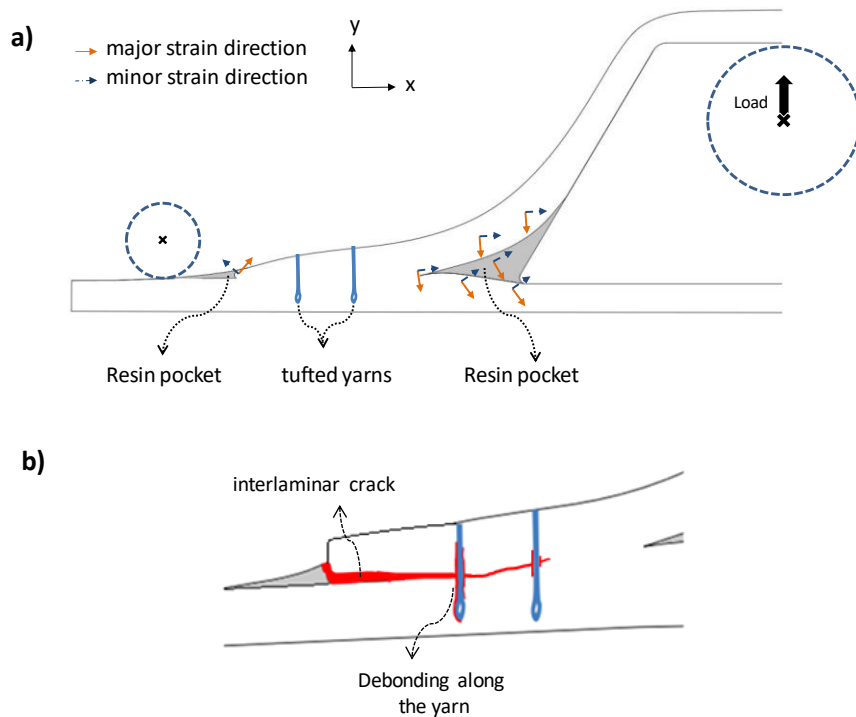 a)
major strain direction
minor strain direction
y
x
Load
Resin pocket
tufted yarns
Resin pocket
b)
interlaminar crack
Debonding along
the yarn